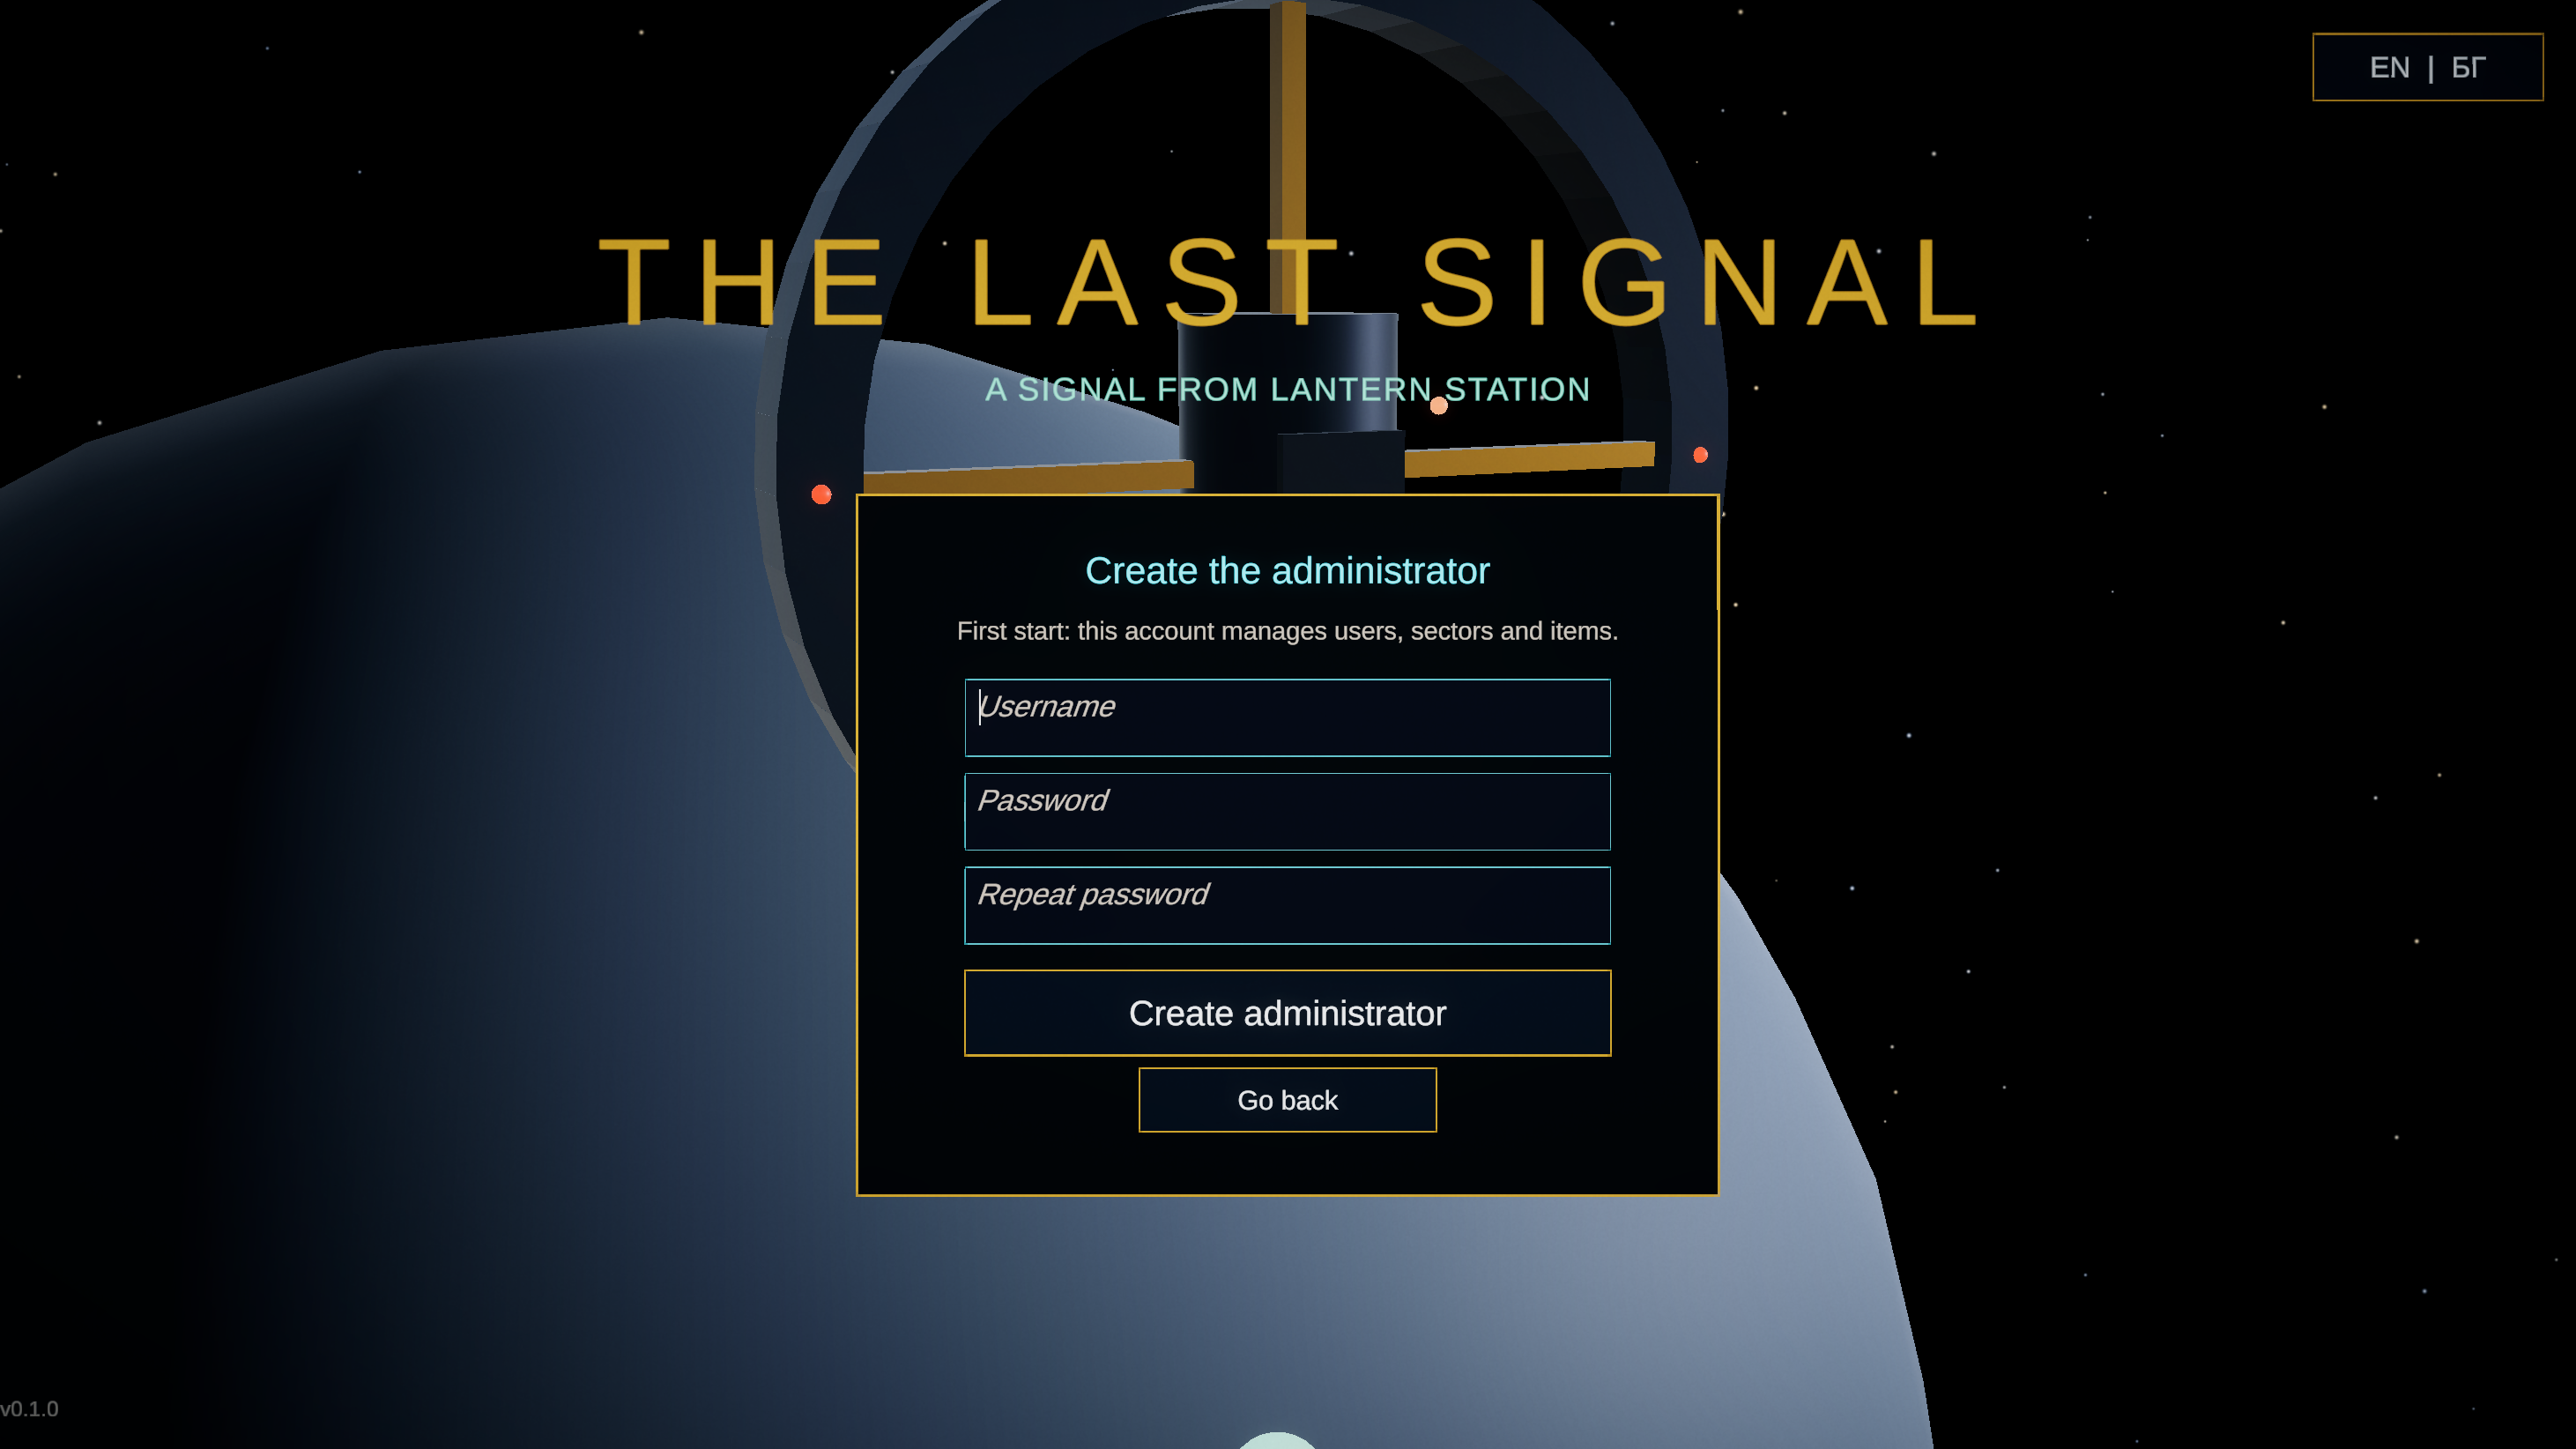 EN | БГ
THE LAST SIGNAL
A SIGNAL FROM LANTERN STATION
Create the administrator
First start: this account manages users, sectors and items.
Username
Password
Repeat password
Create administrator
Go back
v0.1.0